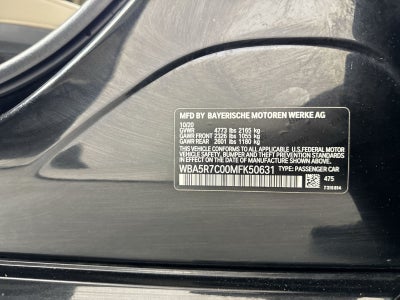 MFD BY BAYERISCHE MOTOREN WERKE AG
10/20
GVWR 4773 lbs 2165 kg
GAWR FRONT 2326 lbs 1055 kg
GAWR REAR 2601 lbs 1180 kg
THIS VEHICLE CONFORMS TO ALL APPLICABLE U.S.FEDERAL MOTOR
VEHICLE SAFETY, BUMPER AND THEFT PREVENTION STANDARDS
IN EFFECT ON THE DATE OF MANUFACTURE SHOWN ABOVE.
WBA5R7C00MFK50631 TYPE: PASSENGER CAR
475